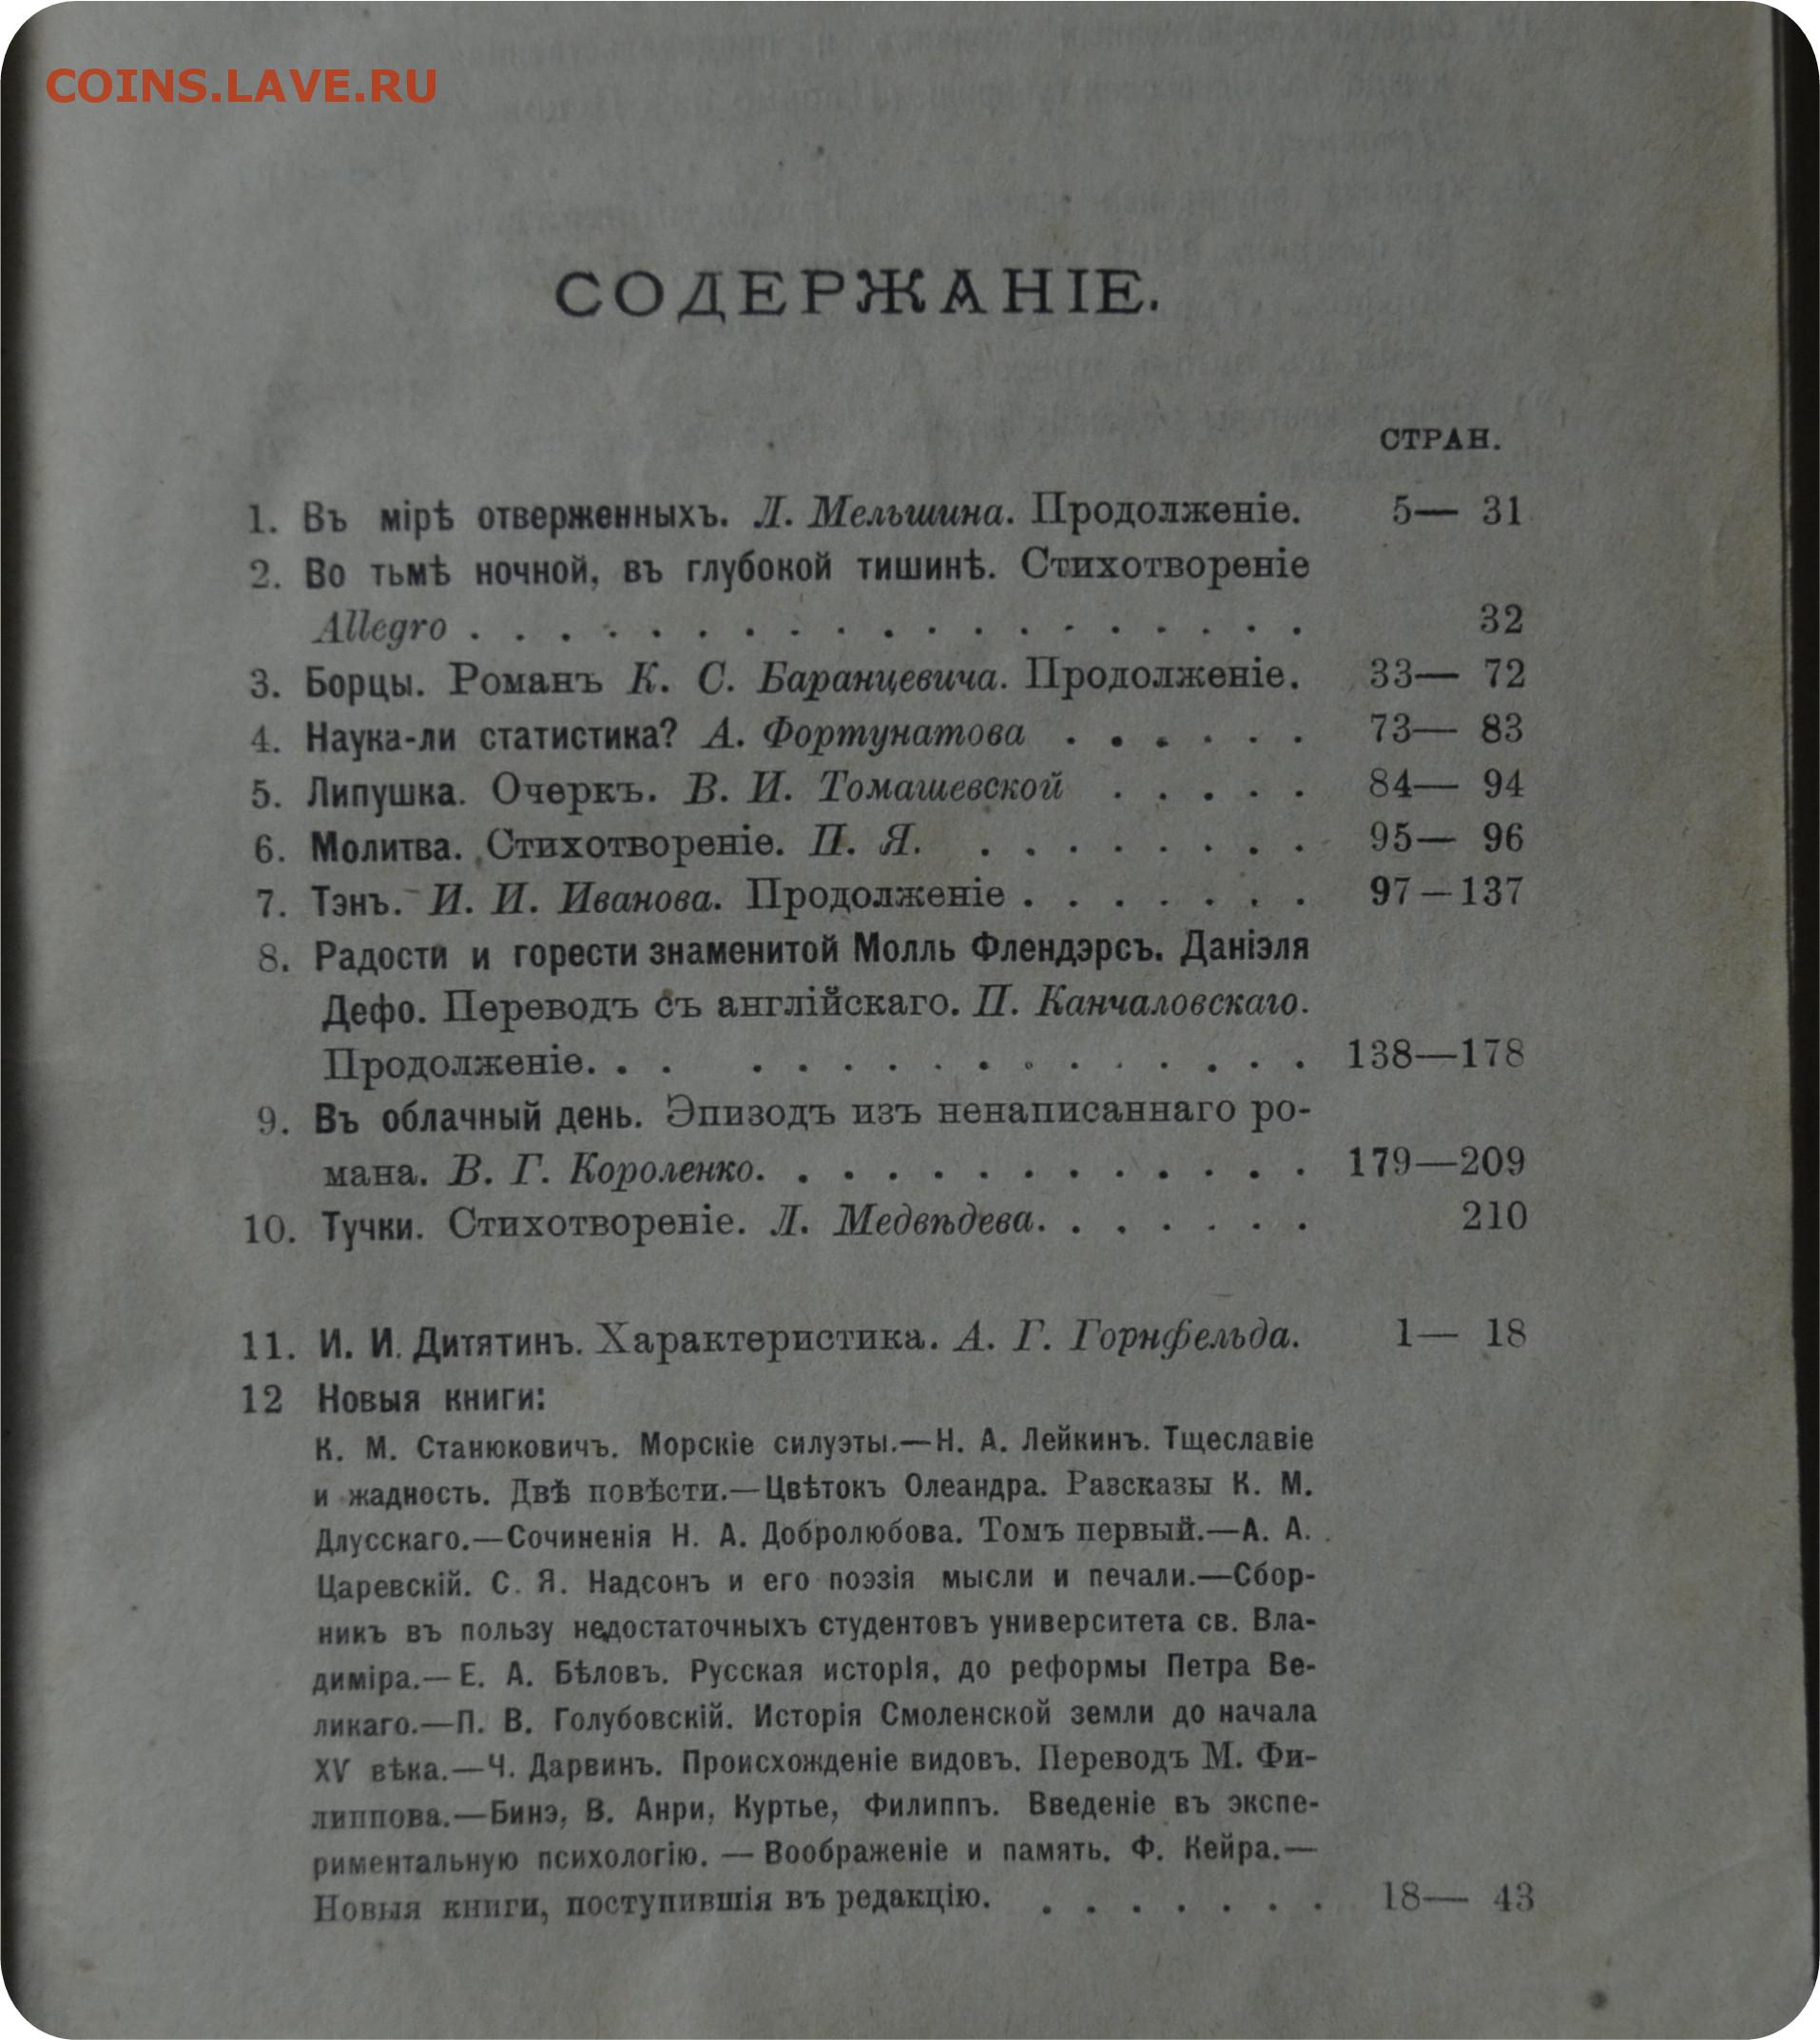 COINS.LAVE.RU
СОДЕРЖАНІЕ.
СТРАН.
1. Въ мірѣ отверженныхъ. Л. Мельшина. Продолженіе. 5— 31
2. Во тьмѣ ночной, въ глубокой тишинѣ. Стихотвореніе
Allegro . . . . . . . . . . . . . . . . . . . 32
3. Борцы. Романъ К. С. Баранцевича. Продолженіе. 33— 72
4. Наука-ли статистика? А. Фортунатова . . . . . . 73— 83
5. Липушка. Очеркъ. В. И. Томашевской . . . . . 84— 94
6. Молитва. Стихотвореніе. П. Я. . . . . . . . . 95— 96
7. Тэнъ. И. И. Иванова. Продолженіе . . . . . . . 97—137
8. Радости и горести знаменитой Молль Флендэрсъ. Даніэля
Дефо. Переводъ съ англійскаго. П. Канчаловскаго.
Продолженіе. . . . . . . . . . . . . . . . 138—178
9. Въ облачный день. Эпизодъ изъ ненаписаннаго ро-
мана. В. Г. Короленко. . . . . . . . . . . . . 179—209
10. Тучки. Стихотвореніе. Л. Медвѣдева. . . . . . . 210
11. И. И. Дитятинъ. Характеристика. А. Г. Горнфельда. 1— 18
12 Новыя книги:
К. М. Станюковичъ. Морскіе силуэты.—Н. А. Лейкинъ. Тщеславіе
и жадность. Двѣ повѣсти.—Цвѣтокъ Олеандра. Разсказы К. М.
Длусскаго.—Сочиненія Н. А. Добролюбова. Томъ первый.—А. А.
Царевскій. С. Я. Надсонъ и его поэзія мысли и печали.—Сбор-
никъ въ пользу недостаточныхъ студентовъ университета св. Вла-
диміра.—Е. А. Бѣловъ. Русская исторія, до реформы Петра Ве-
ликаго.—П. В. Голубовскій. Исторія Смоленской земли до начала
XV вѣка.—Ч. Дарвинъ. Происхожденіе видовъ. Переводъ М. Фи-
липпова.—Бинэ, В. Анри, Куртье, Филиппъ. Введеніе въ экспе-
риментальную психологію. — Воображеніе и память. Ф. Кейра.—
Новыя книги, поступившія въ редакцію. . . . . . . . 18— 43